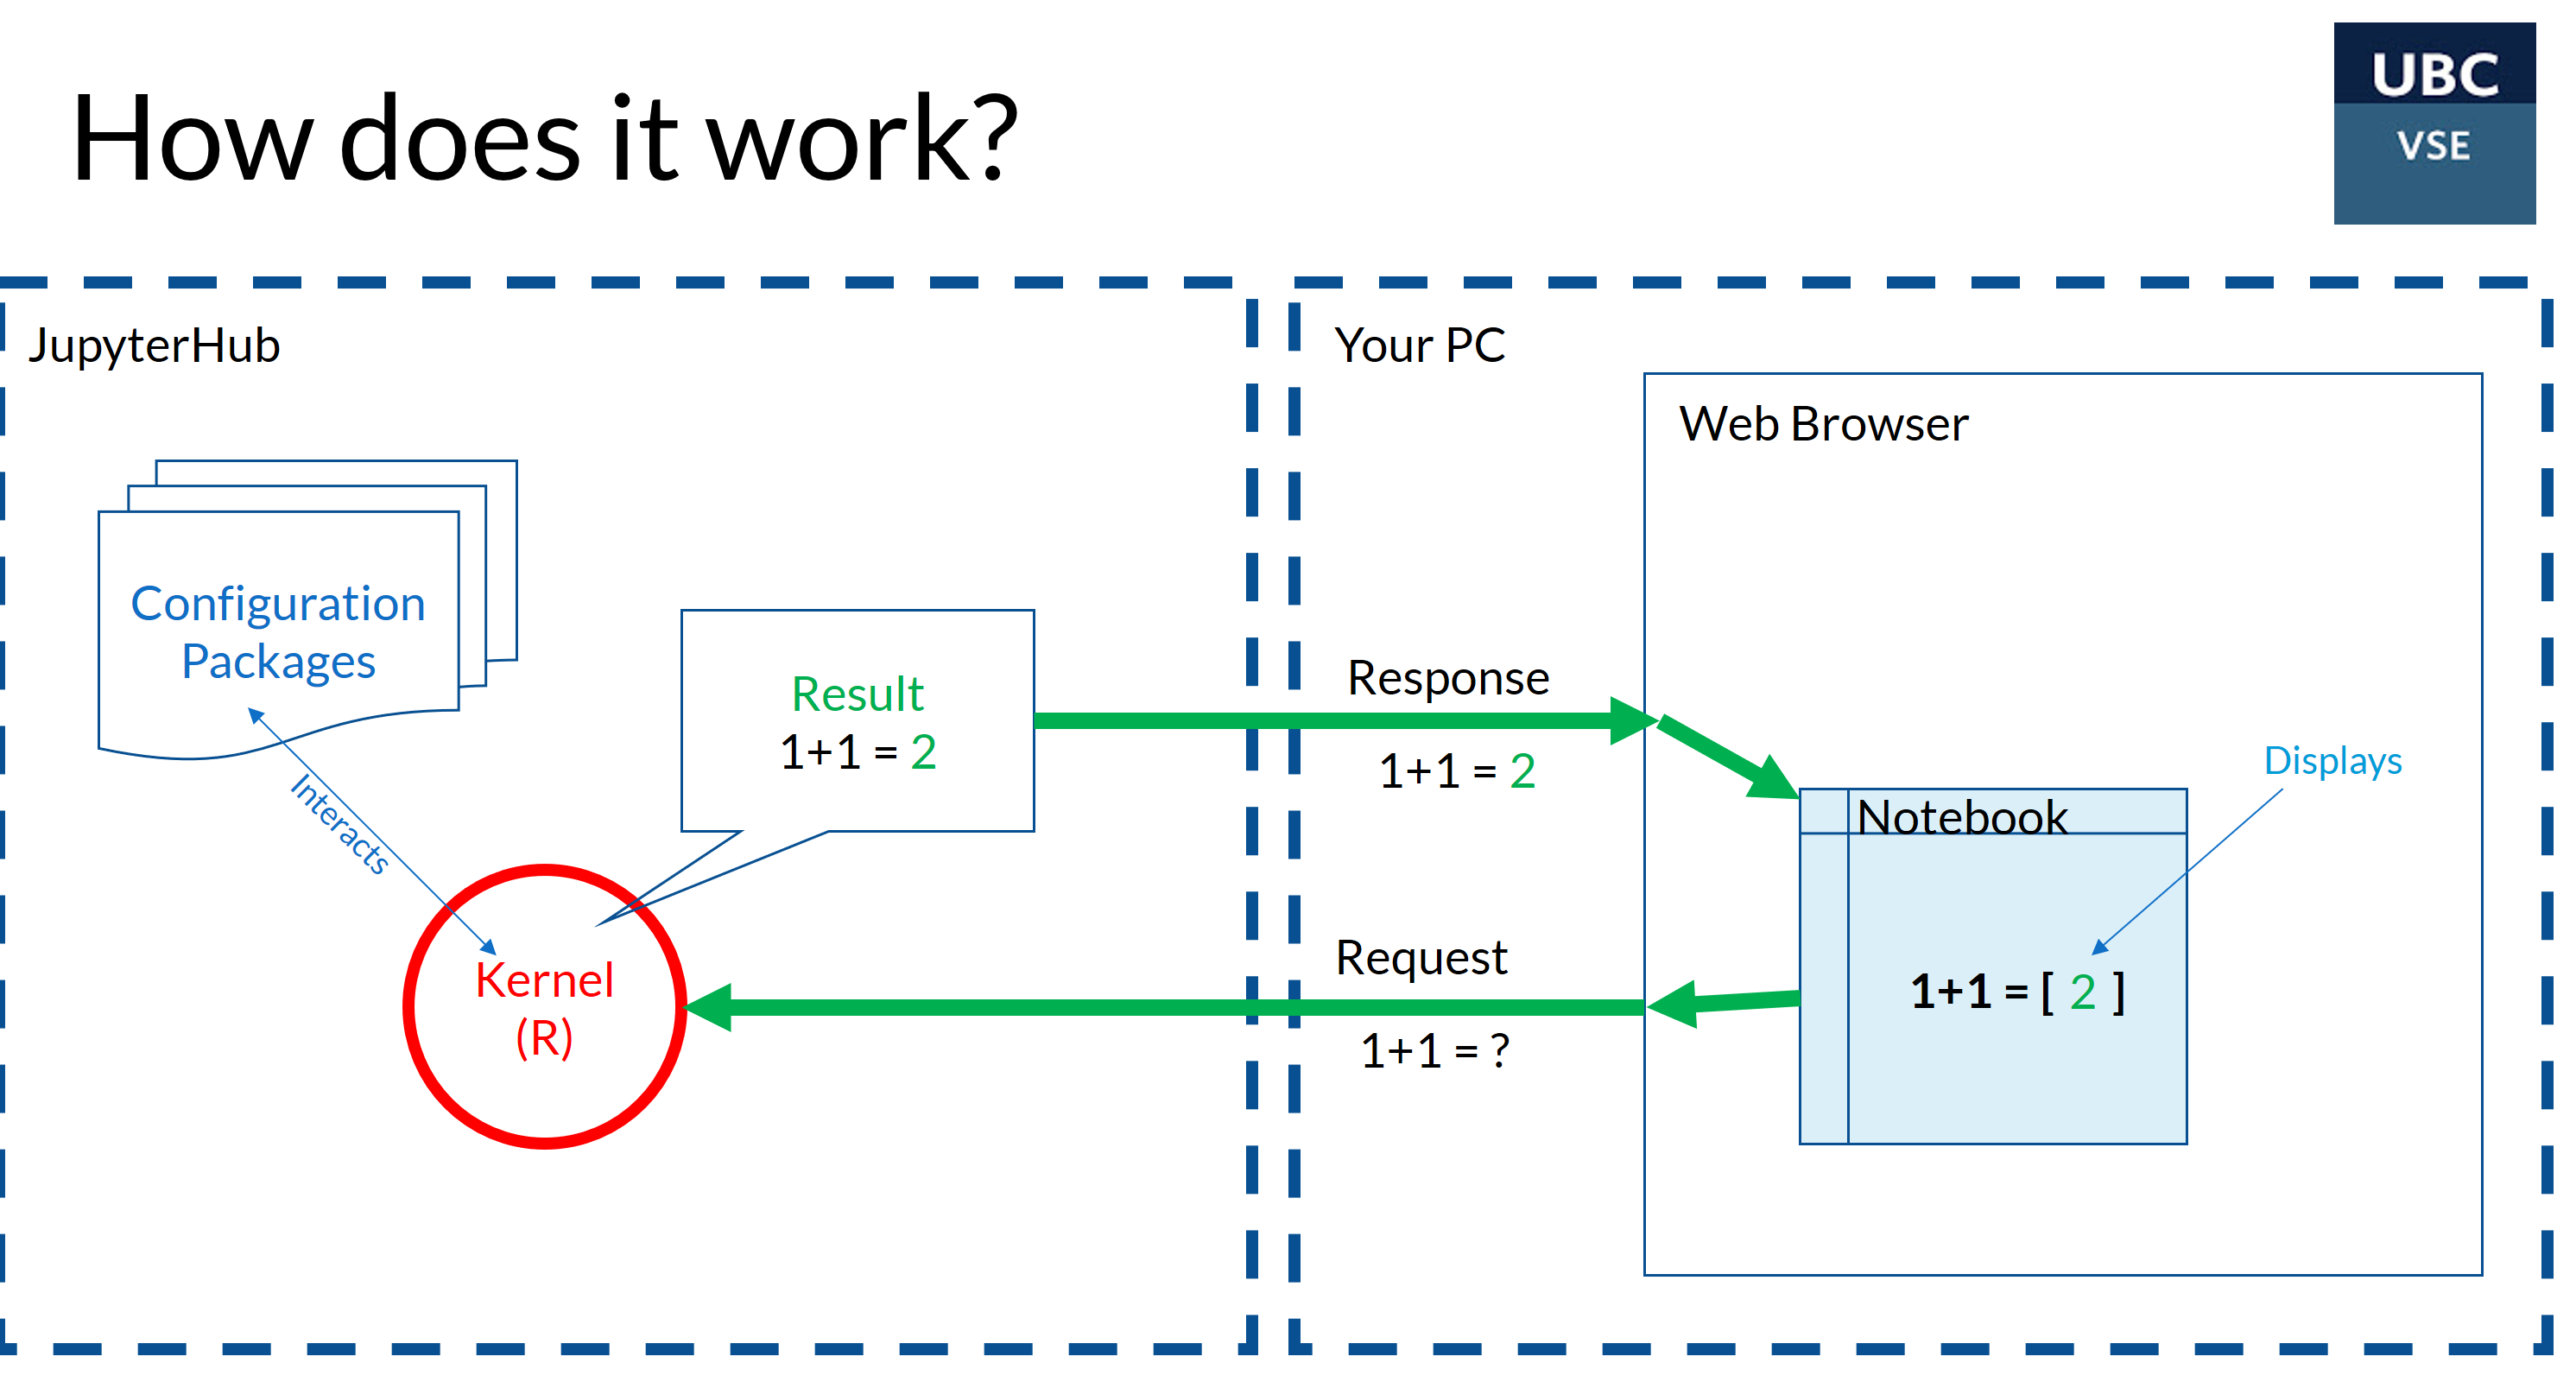 How does it work?
UBC
VSE
JupyterHub
Configuration
Packages
Interacts
Kernel
(R)
Result
1+1 = 2
Your PC
Web Browser
Response
1+1 = 2
Request
1+1 = ?
Displays
Notebook
1+1 = [ 2 ]